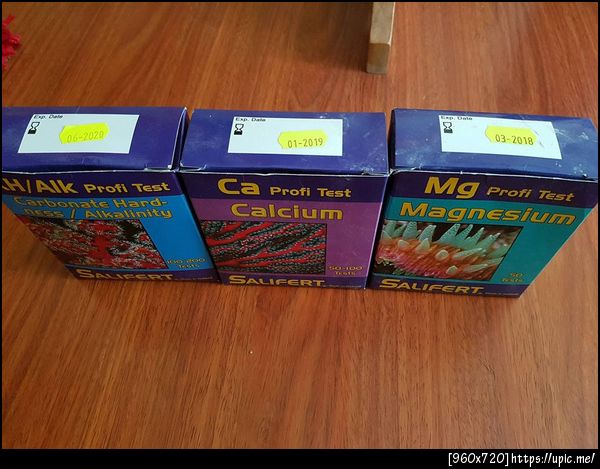 Exp. Date
06-2020
KH/Alk Profi Test
Carbonate Hard-
ness / Alkalinity
100-200
Tests
SALIFERT
Exp. Date
01-2019
Ca Profi Test
Calcium
50-100
Tests
SALIFERT
Exp. Date
03-2018
Mg Profi Test
Magnesium
50
Tests
SALIFERT
[960x720]https://upic.me/